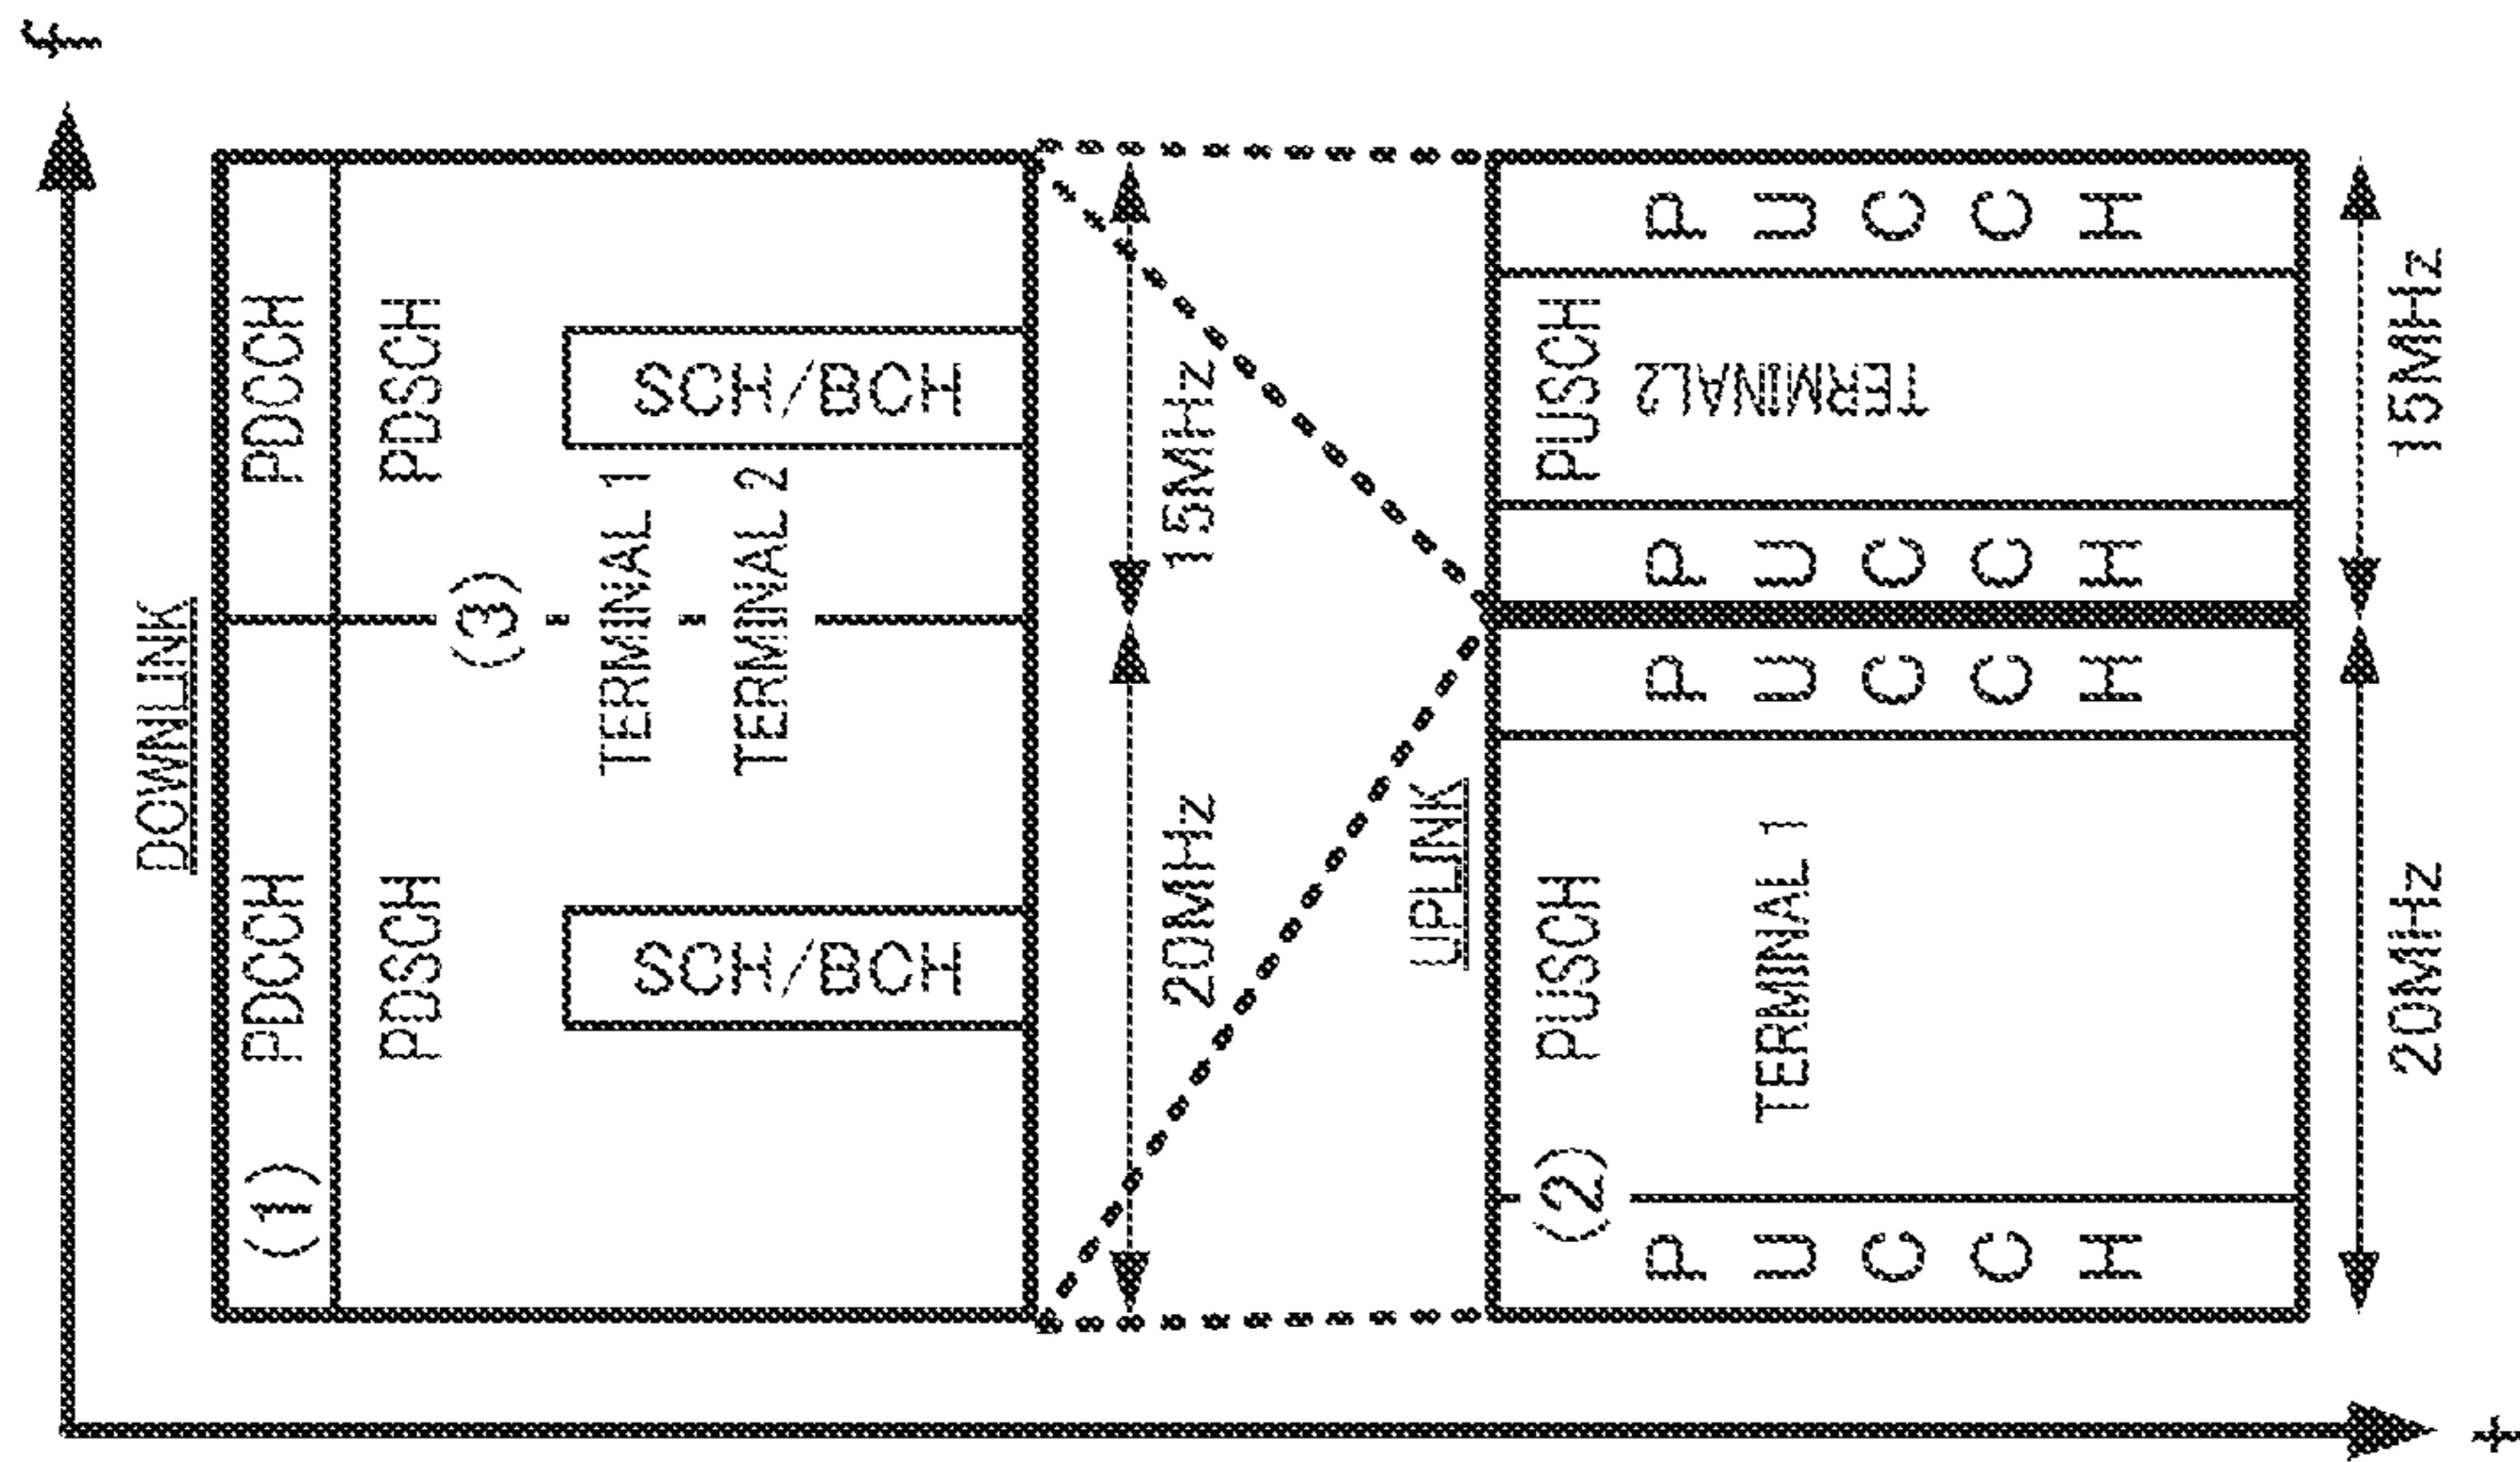 f
DOWNLINK
(1) PDCCH
PDCCH
PDSCH
PDSCH
(3)
TERMINAL 1
TERMINAL 2
SCH/BCH
SCH/BCH
20MHz
15MHz
UPLINK
(2) PUSCH
PUSCH
TERMINAL 1
TERMINAL2
PUCCH
PUCCH
PUCCH
PUCCH
20MHz
15MHz
t